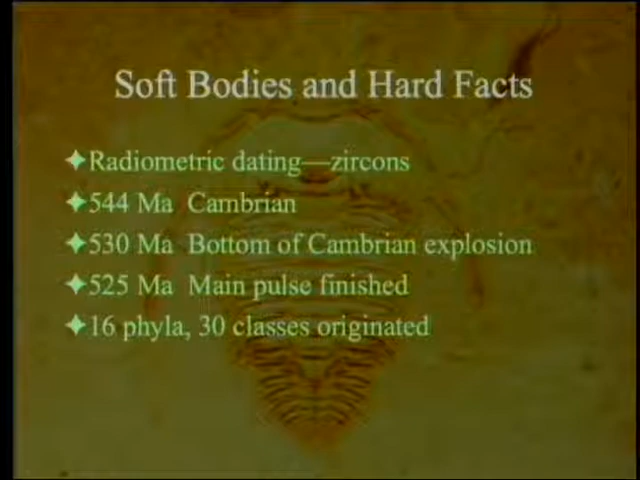 Soft Bodies and Hard Facts
✦Radiometric dating—zircons
✦544 Ma  Cambrian
✦530 Ma  Bottom of Cambrian explosion
✦525 Ma  Main pulse finished
✦16 phyla, 30 classes originated